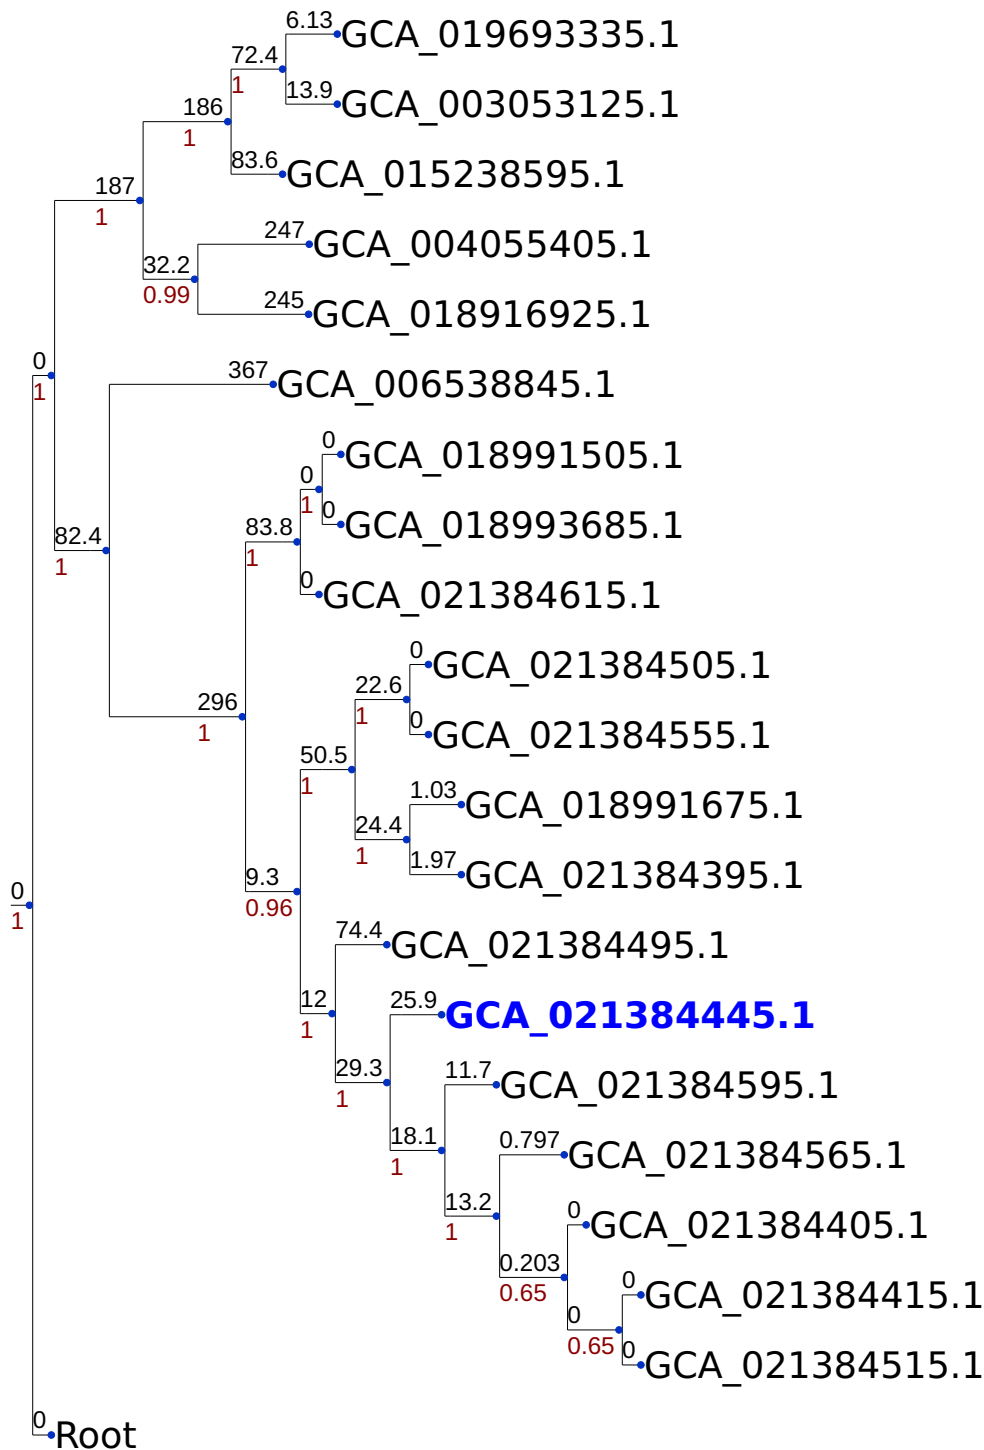 6.13
GCA_019693335.1
72.4
1
13.9
GCA_003053125.1
186
1
83.6
GCA_015238595.1
187
1
247
GCA_004055405.1
32.2
0.99
245
GCA_018916925.1
0
1
367
GCA_006538845.1
0
GCA_018991505.1
0
1
0
GCA_018993685.1
83.8
1
82.4
1
0
GCA_021384615.1
0
GCA_021384505.1
22.6
1
296
1
0
GCA_021384555.1
50.5
1
1.03
GCA_018991675.1
24.4
1
1.97
GCA_021384395.1
9.3
0.96
0
1
74.4
GCA_021384495.1
12
1
25.9
GCA_021384445.1
29.3
1
11.7
GCA_021384595.1
18.1
1
0.797
GCA_021384565.1
13.2
1
0
GCA_021384405.1
0.203
0.65
0
GCA_021384415.1
0
0.65
0
GCA_021384515.1
0
Root